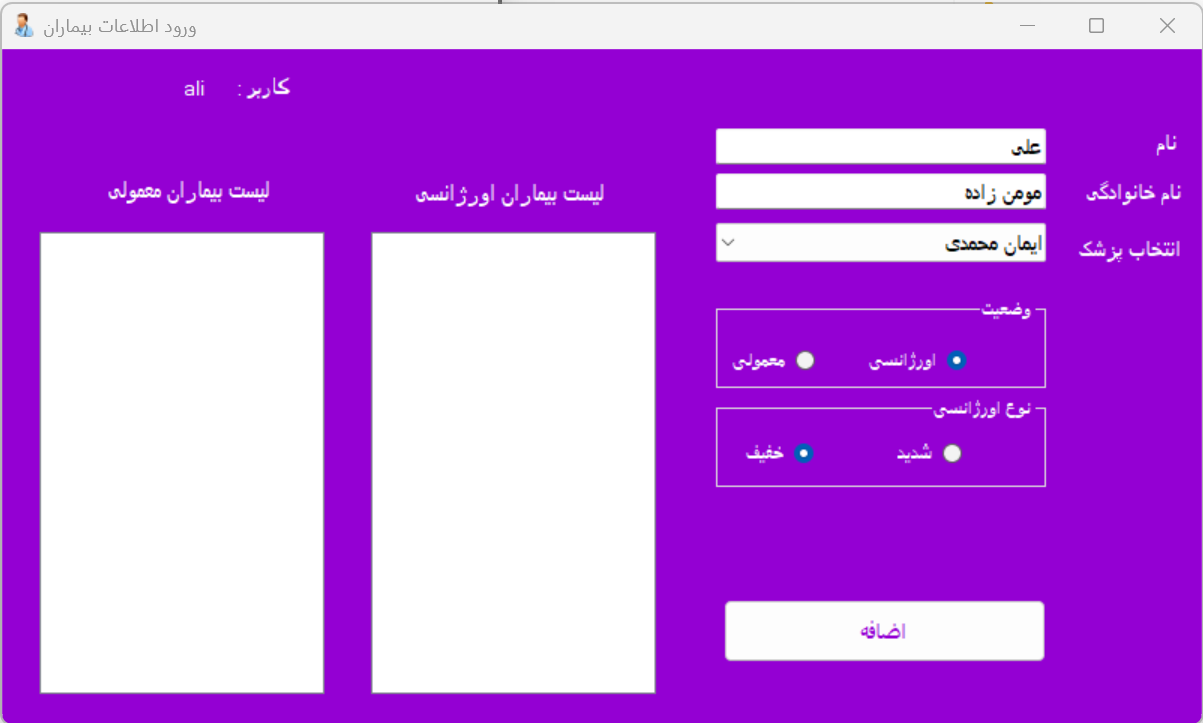 ورود اطلاعات بیماران
کاربر : ali
نام
علی
نام خانوادگی
مومن زاده
انتخاب پزشک
ایمان محمدی
وضعیت
اورژانسی
معمولی
نوع اورژانسی
شدید
خفیف
اضافه
لیست بیماران اورژانسی
لیست بیماران معمولی